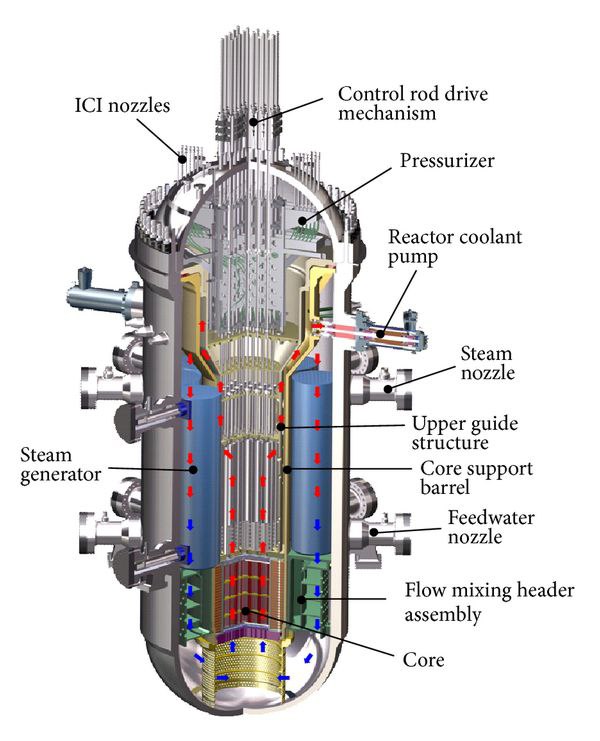 ICI nozzles
Control rod drive
mechanism
Pressurizer
Reactor coolant
pump
Steam
nozzle
Upper guide
structure
Steam
generator
Core support
barrel
Feedwater
nozzle
Flow mixing header
assembly
Core